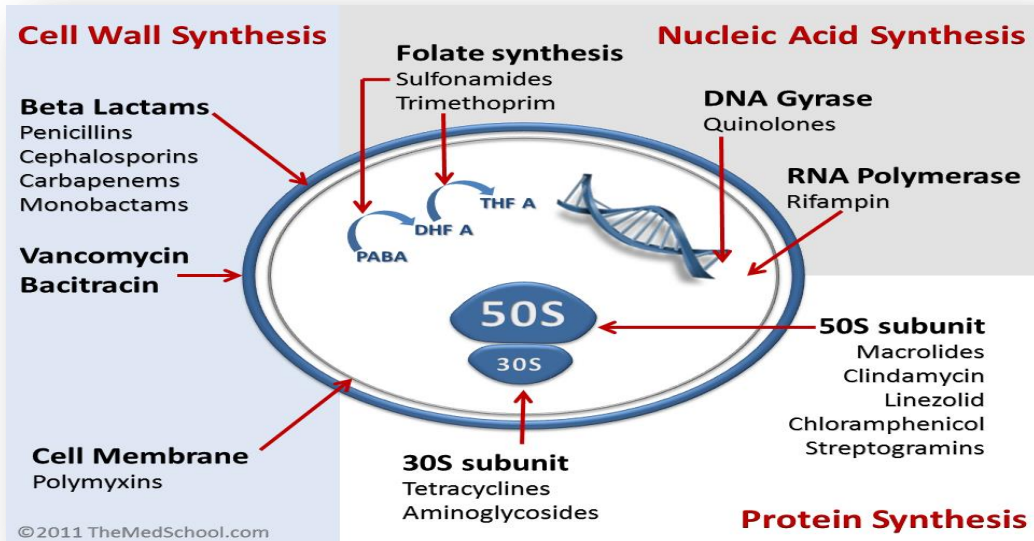 Cell Wall Synthesis
Beta Lactams
Penicillins
Cephalosporins
Carbapenems
Monobactams
Vancomycin
Bacitracin
Cell Membrane
Polymyxins
©2011 TheMedSchool.com
Folate synthesis
Sulfonamides
Trimethoprim
PABA
DHF A
THF A
50S
30S
30S subunit
Tetracyclines
Aminoglycosides
Nucleic Acid Synthesis
DNA Gyrase
Quinolones
RNA Polymerase
Rifampin
50S subunit
Macrolides
Clindamycin
Linezolid
Chloramphenicol
Streptogramins
Protein Synthesis